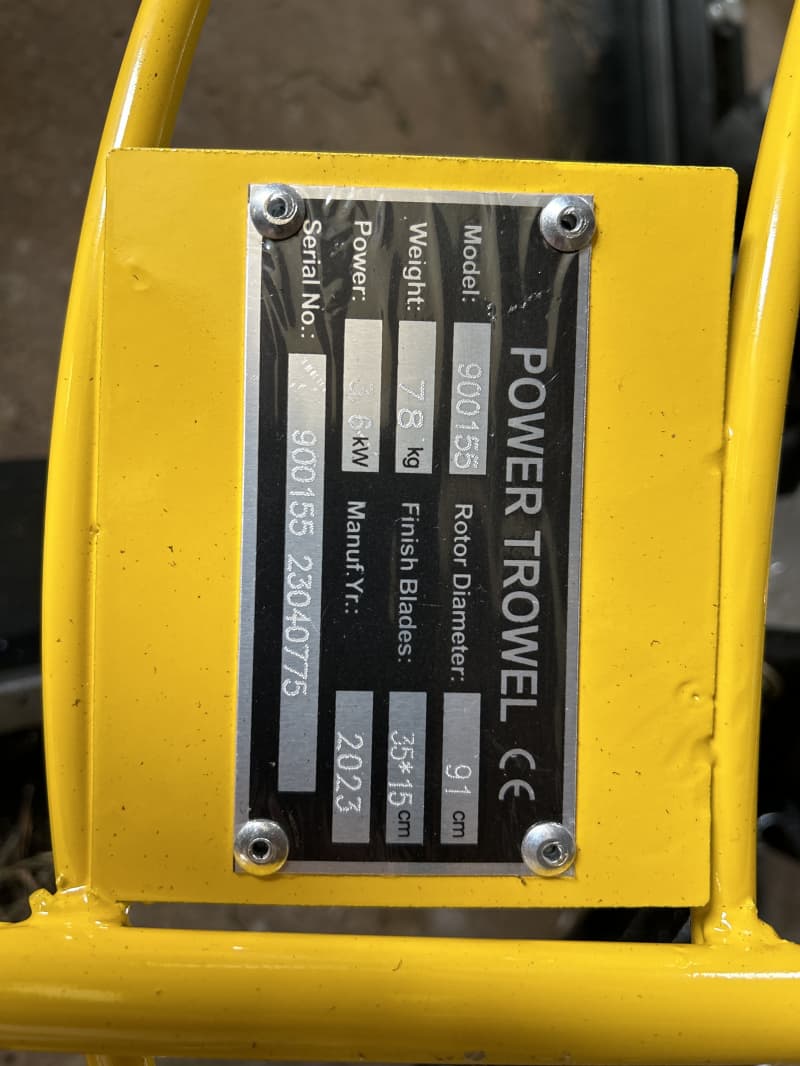 POWER TROWEL CE
Model: 900155 Rotor Diameter: 91 cm
Weight: 78 kg Finish Blades: 35*15 cm
Power: 3.6 kW Manuf.Yr.: 2023
Serial No.: 900155 23040775